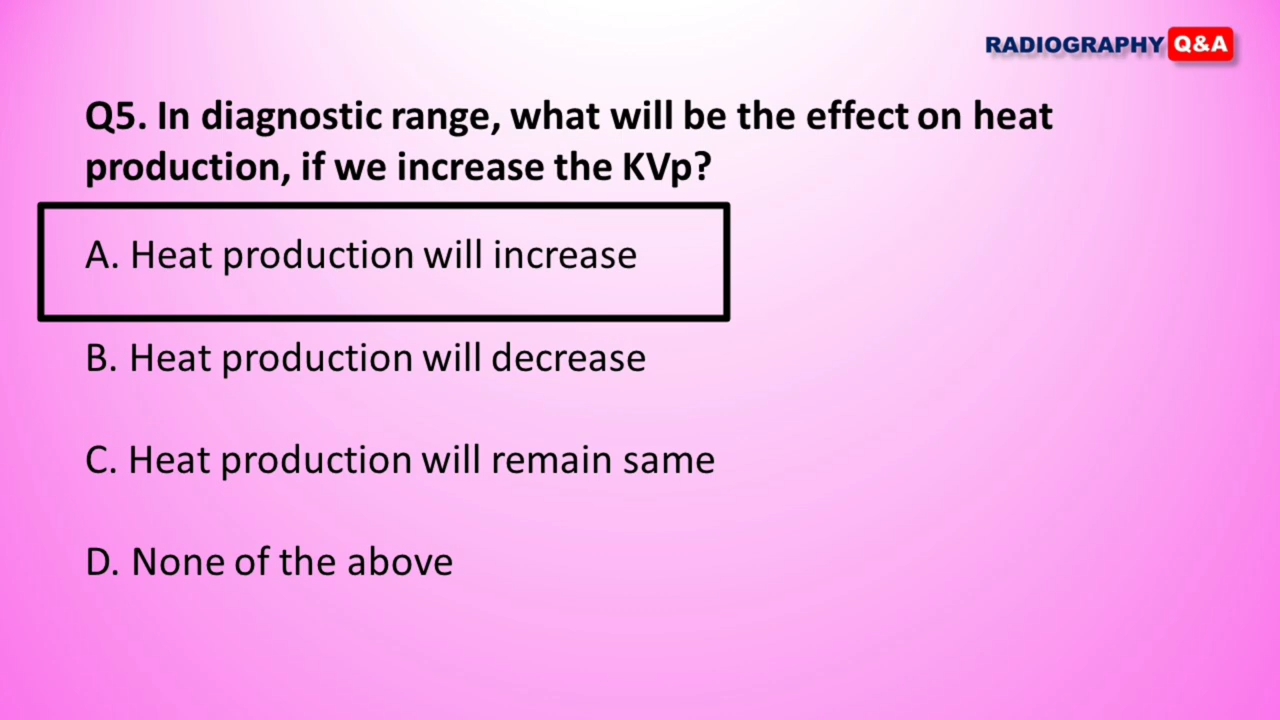 RADIOGRAPHY Q&A
Q5. In diagnostic range, what will be the effect on heat
production, if we increase the KVp?
A. Heat production will increase
B. Heat production will decrease
C. Heat production will remain same
D. None of the above